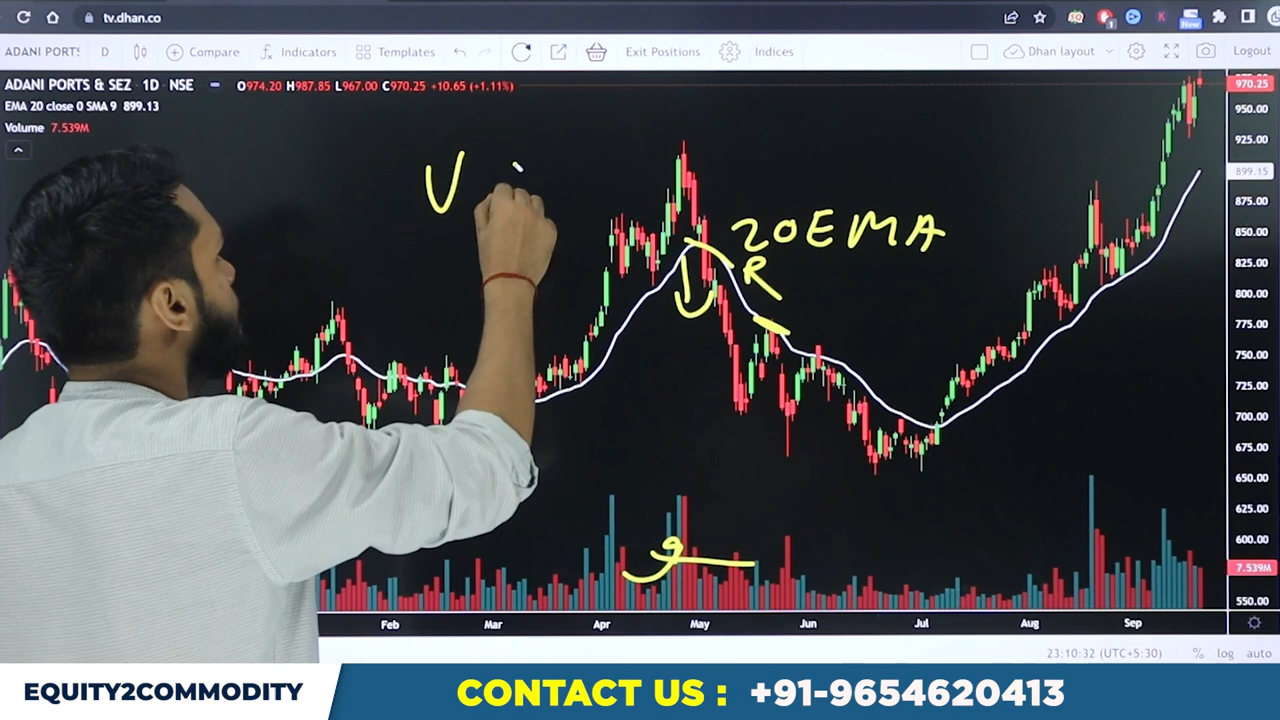 tv.dhan.co
New
1
ADANI PORTS D Compare Indicators Templates Exit Positions Indices Dhan layout Logout
ADANI PORTS & SEZ · 1D · NSE O974.20 H987.85 L967.00 C970.25 +10.65 (+1.11%)
EMA 20 close 0 SMA 9 899.13
Volume 7.539M
970.25
950.00
925.00
899.15
875.00
850.00
825.00
800.00
775.00
750.00
725.00
700.00
675.00
650.00
625.00
600.00
7.539M
550.00
V
20EMA
R
Feb Mar Apr May Jun Jul Aug Sep
23:10:32 (UTC+5:30) % log auto
EQUITY2COMMODITY CONTACT US : +91-9654620413